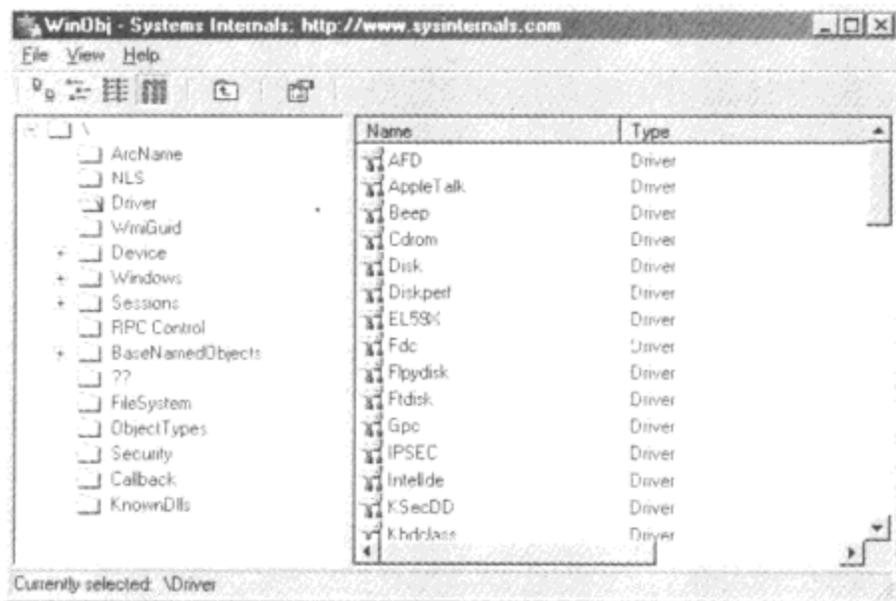 WinObj - Systems Internals: http://www.sysinternals.com
File View Help
\
ArcName
NLS
Driver
WmiGuid
Device
Windows
Sessions
RPC Control
BaseNamedObjects
??
FileSystem
ObjectTypes
Security
Callback
KnownDlls
Name Type
AFD Driver
AppleTalk Driver
Beep Driver
Cdrom Driver
Disk Driver
Diskperf Driver
EL59X Driver
Fdc Driver
Flpydisk Driver
Ftdisk Driver
Gpc Driver
IPSEC Driver
IntelIde Driver
KSecDD Driver
Kbdclass Driver
Currently selected: \Driver